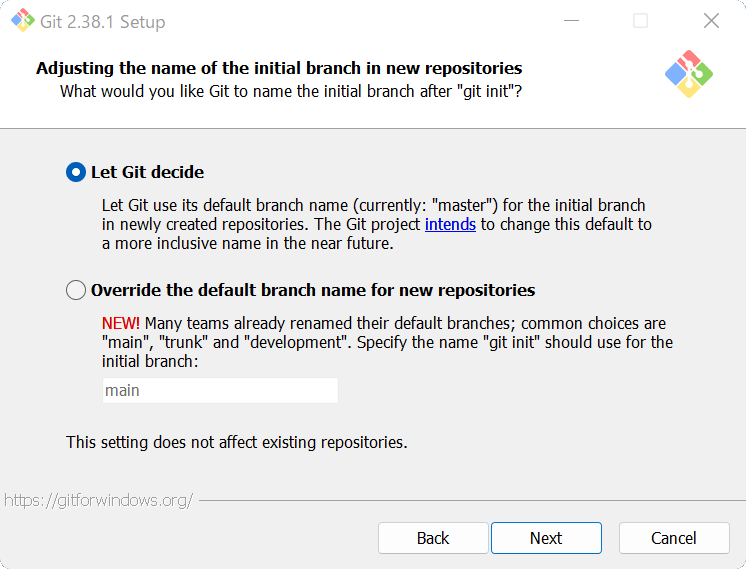 Git 2.38.1 Setup
Adjusting the name of the initial branch in new repositories
What would you like Git to name the initial branch after "git init"?
Let Git decide
Let Git use its default branch name (currently: "master") for the initial branch
in newly created repositories. The Git project intends to change this default to
a more inclusive name in the near future.
Override the default branch name for new repositories
NEW! Many teams already renamed their default branches; common choices are
"main", "trunk" and "development". Specify the name "git init" should use for the
initial branch:
main
This setting does not affect existing repositories.
https://gitforwindows.org/
Back Next Cancel